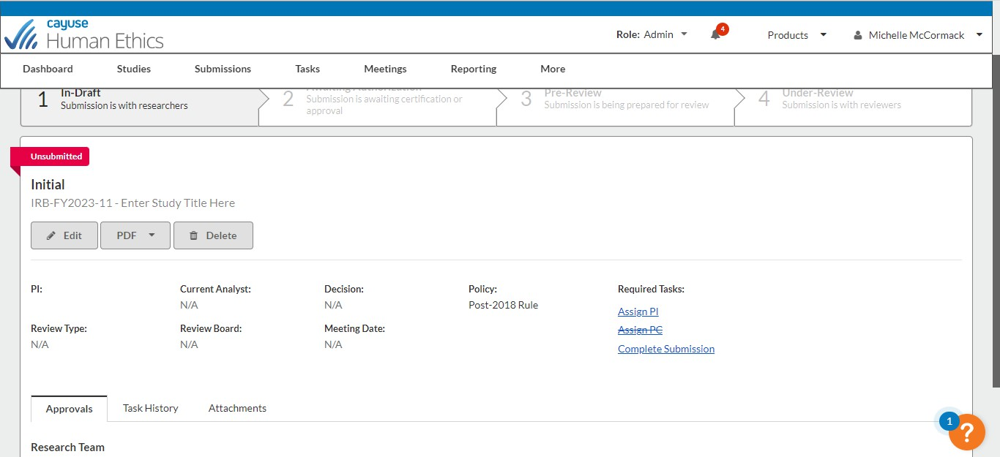 cayuse
Human Ethics
Role: Admin
4
Products
Michelle McCormack
Dashboard
Studies
Submissions
Tasks
Meetings
Reporting
More
1
In-Draft
Submission is with researchers
2
Awaiting Authorization
Submission is awaiting certification or
approval
3
Pre-Review
Submission is being prepared for review
4
Under-Review
Submission is with reviewers
Unsubmitted
Initial
IRB-FY2023-11 - Enter Study Title Here
Edit
PDF
Delete
PI:
Current Analyst:
N/A
Decision:
N/A
Policy:
Post-2018 Rule
Required Tasks:
Assign PI
Assign PC
Complete Submission
Review Type:
N/A
Review Board:
N/A
Meeting Date:
N/A
Approvals
Task History
Attachments
Research Team
1
?